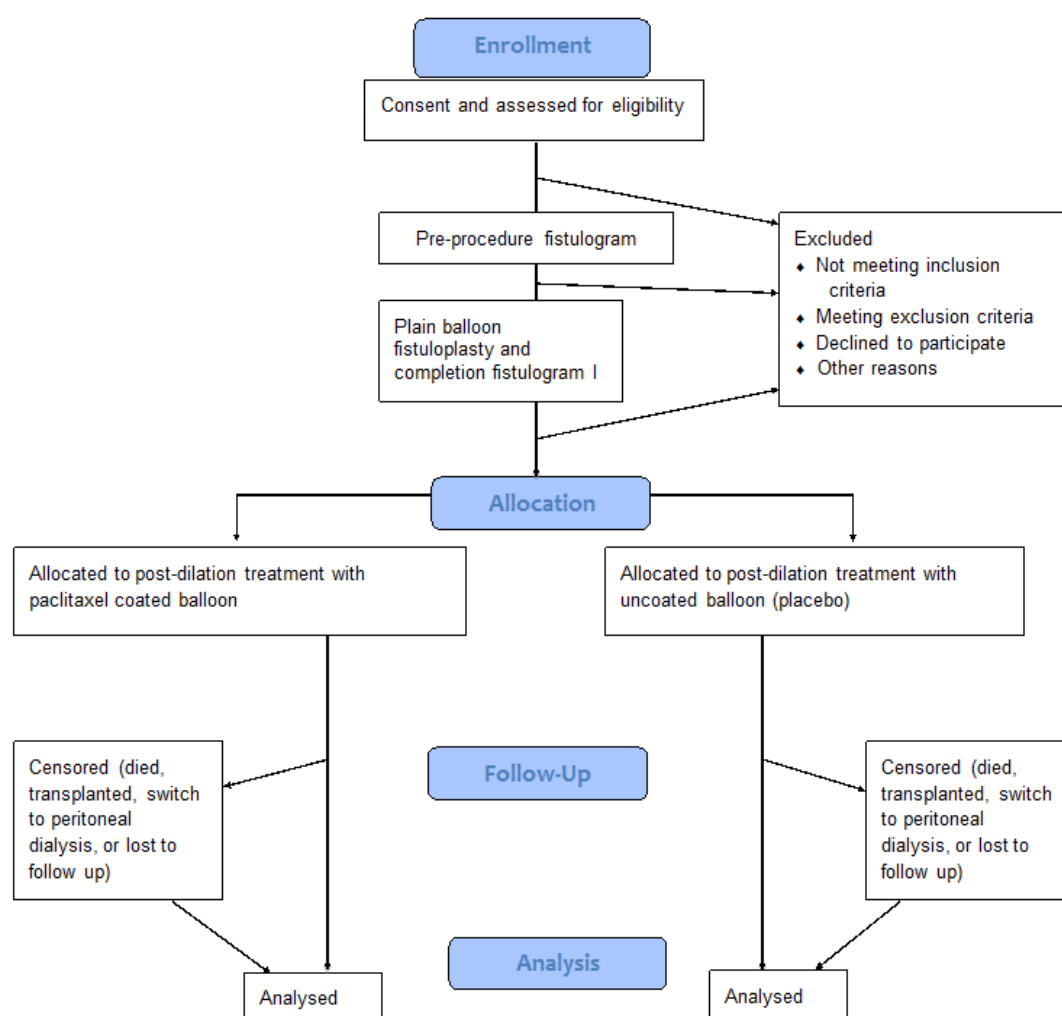 Enrollment
Consent and assessed for eligibility
Pre-procedure fistulogram
Excluded
♦ Not meeting inclusion
criteria
♦ Meeting exclusion criteria
♦ Declined to participate
♦ Other reasons
Plain balloon
fistuloplasty and
completion fistulogram I
Allocation
Allocated to post-dilation treatment with
paclitaxel coated balloon
Allocated to post-dilation treatment with
uncoated balloon (placebo)
Follow-Up
Censored (died,
transplanted, switch
to peritoneal
dialysis, or lost to
follow up)
Censored (died,
transplanted, switch
to peritoneal
dialysis, or lost to
follow up)
Analysis
Analysed
Analysed